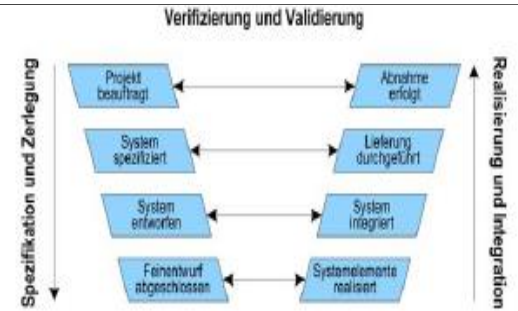 Verifizierung und Validierung
Spezifikation und Zerlegung
Projekt
beauftragt
Abnahme
erfolgt
System
spezifiziert
Lieferung
durchgeführt
System
entworfen
System
integriert
Feinentwurf
abgeschlossen
Systemelemente
realisiert
Realisierung und Integration